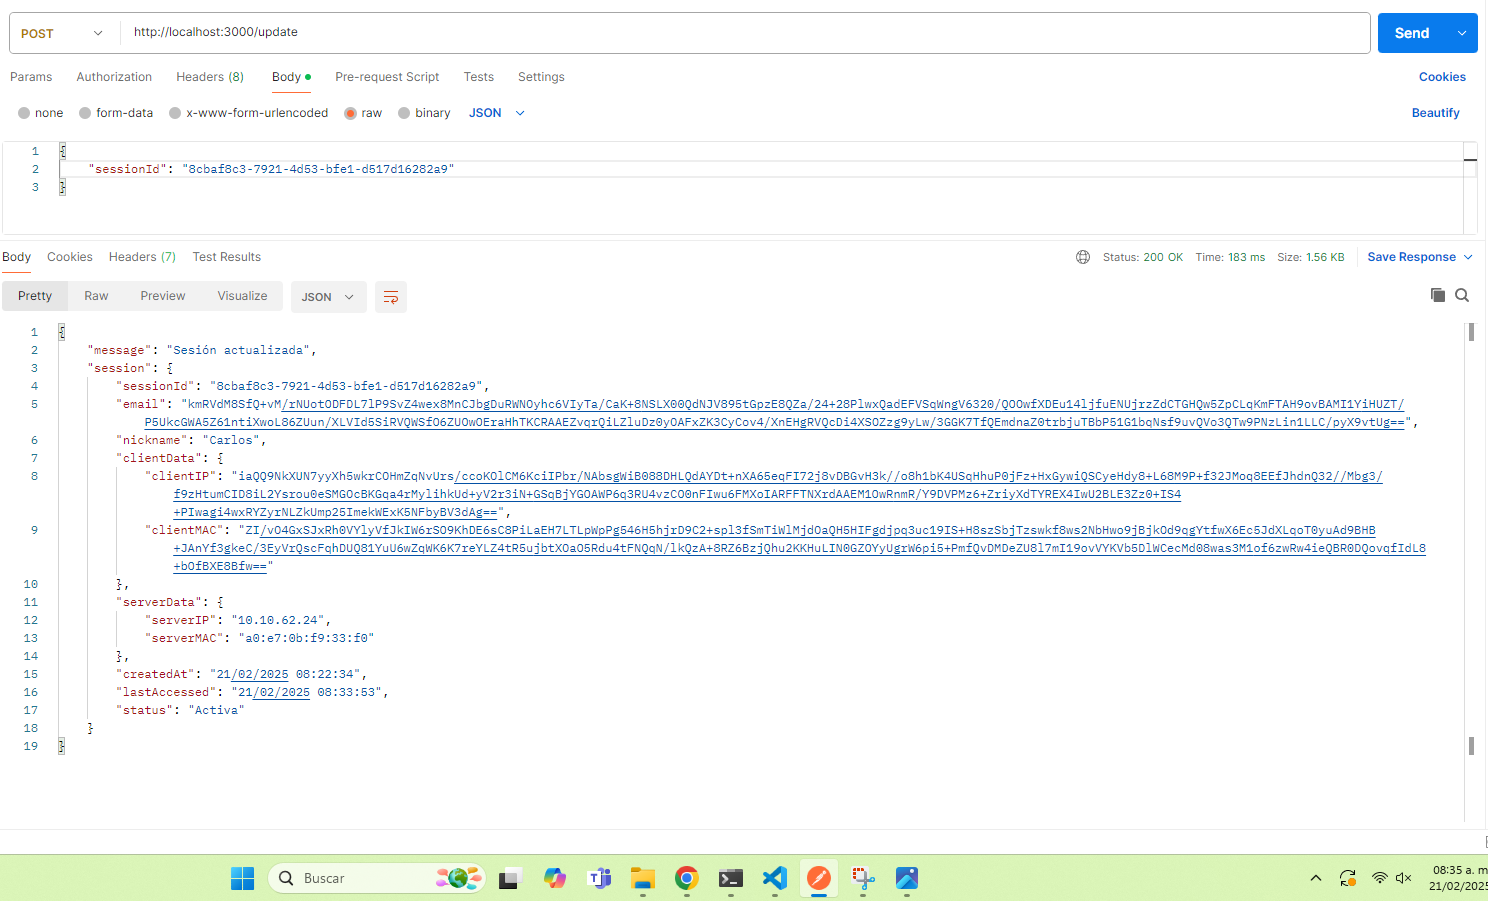 POST
http://localhost:3000/update
Send
Params Authorization Headers (8) Body Pre-request Script Tests Settings Cookies
none form-data x-www-form-urlencoded raw binary JSON Beautify
1 {
2 "sessionId": "8cbaf8c3-7921-4d53-bfe1-d517d16282a9"
3 }
Body Cookies Headers (7) Test Results Status: 200 OK Time: 183 ms Size: 1.56 KB Save Response
Pretty Raw Preview Visualize JSON
1 {
2 "message": "Sesión actualizada",
3 "session": {
4 "sessionId": "8cbaf8c3-7921-4d53-bfe1-d517d16282a9",
5 "email": "kmRVdM8SfQ+vM/rNUotODFDL7lP9SvZ4wex8MnCJbgDuRWNOyhc6VIyTa/CaK+8NSLX00QdNJV895tGpzE8QZa/24+28PlwxQadEFVSqWngV6320/QOOwfXDEu14ljfuENUjrzZdCTGHQw5ZpCLqKmFTAH9ovBAMI1YiHUZT/
P5UkcGWA5Z61ntiXwoL86ZUun/XLVId5SiRVQWSfO6ZUOwOEraHhTKCRAAEZvqrQiLZluDz0yOAFxZK3CyCov4/XnEHgRVQcDi4XSOZzg9yLw/3GGK7TfQEmdnaZ0trbjuTBbP51G1bqNsf9uvQVo3QTw9PNzLin1LLC/pyX9vtUg==",
6 "nickname": "Carlos",
7 "clientData": {
8 "clientIP": "iaQQ9NkXUN7yyXh5wkrCOHmZqNvUrs/ccoKOlCM6KciIPbr/NAbsgWiB088DHLQdAYDt+nXA65eqFI72j8vDBGvH3k//o8h1bK4USqHhuP0jFz+HxGywiQSCyeHdy8+L68M9P+f32JMoq8EEfJhdnQ32//Mbg3/
f9zHtumCID8iL2Ysrou0eSMGOcBKGqa4rMylihkUd+yV2r3iN+GSqBjYGOAWP6q3RU4vzCO0nFIwu6FMXoIARFFTNXrdAAEM1OwRnmR/Y9DVPMz6+ZriyXdTYREX4IwU2BLE3Zz0+IS4
+PIwagi4wxRYZyrNLZkUmp25ImekWExK5NFbyBV3dAg==",
9 "clientMAC": "ZI/vO4GxSJxRh0VYlyVfJkIW6rSO9KhDE6sC8PiLaEH7LTLpWpPg546H5hjrD9C2+spl3fSmTiWlMjdOaQH5HIFgdjpq3uc19IS+H8szSbjTzswkf8ws2NbHwo9jBjkOd9qgYtfwX6Ec5JdXLqoT0yuAd9BHB
+JAnYf3gkeC/3EyVrQscFqhDUQ81YuU6wZqWK6K7reYLZ4tR5ujbtXOaO5Rdu4tFNQqN/lkQzA+8RZ6BzjQhu2KKHuLIN0GZOYyUgrW6pi5+PmfQvDMDeZU8l7mI19ovVYKVb5DlWCecMd08was3M1of6zwRw4ieQBR0DQovqfIdL8
+bOfBXE8Bfw=="
10 },
11 "serverData": {
12 "serverIP": "10.10.62.24",
13 "serverMAC": "a0:e7:0b:f9:33:f0"
14 },
15 "createdAt": "21/02/2025 08:22:34",
16 "lastAccessed": "21/02/2025 08:33:53",
17 "status": "Activa"
18 }
19 }
Buscar
08:35 a. m
21/02/2025